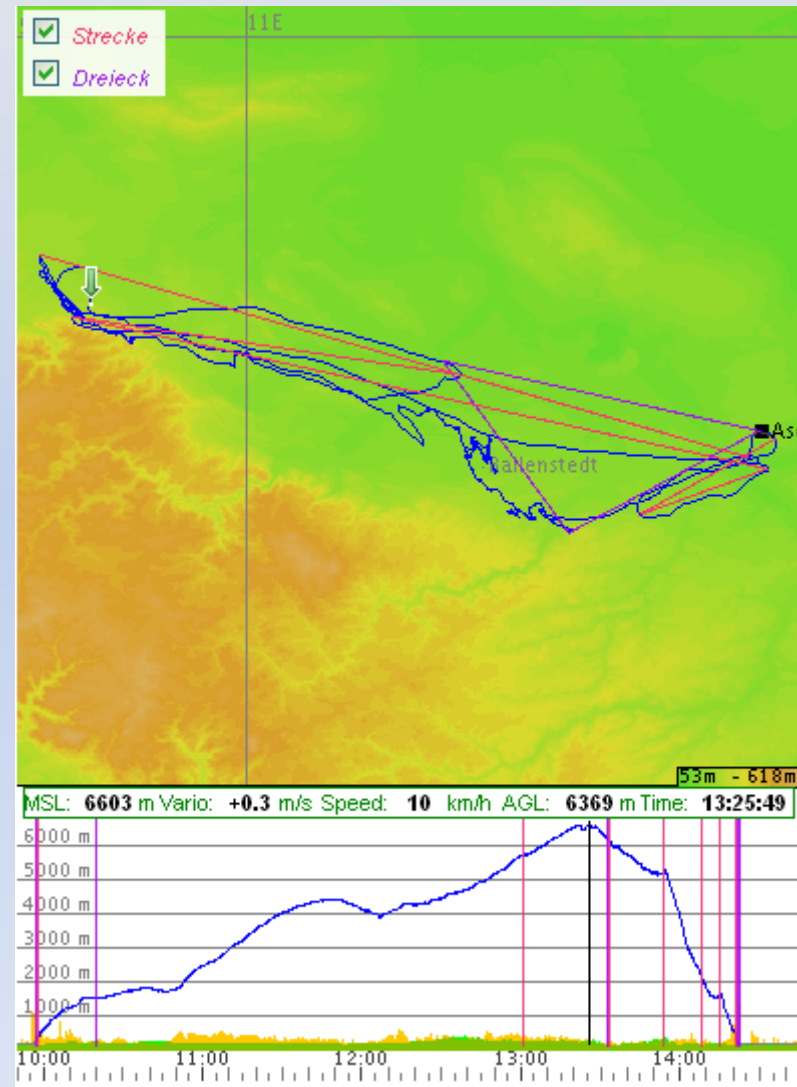 11E
Strecke
Dreieck
As
Ballenstedt
53m - 618m
MSL: 6603 m Vario: +0.3 m/s Speed: 10 km/h AGL: 6369 m Time: 13:25:49
6000 m
5000 m
4000 m
3000 m
2000 m
1000 m
10:00 11:00 12:00 13:00 14:00